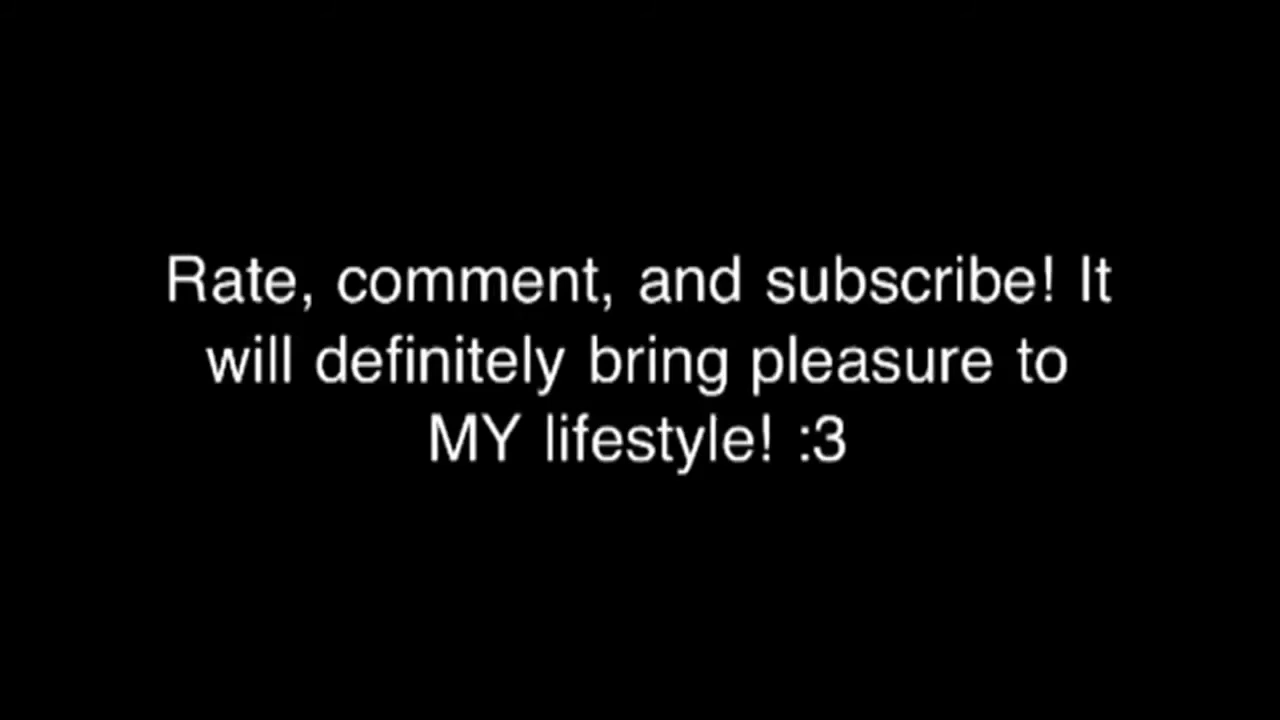 Rate, comment, and subscribe! It
will definitely bring pleasure to
MY lifestyle! :3